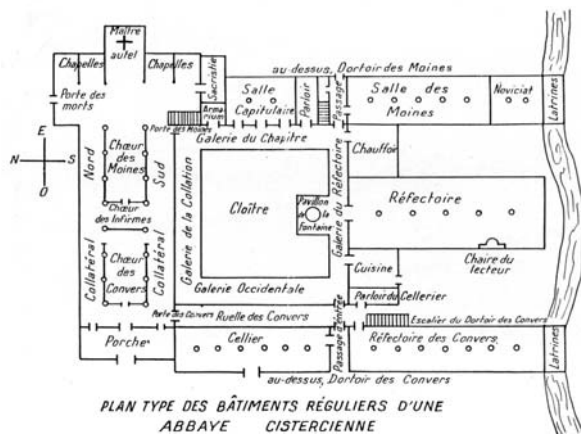 Maître
autel
Chapelles
Chapelles
Porte des
morts
Sacristie
Armarium
Salle
Capitulaire
Parloir
Passage
au-dessus, Dortoir des Moines
Salle des
Moines
Noviciat
Latrines
Porte des Moines
Galerie du Chapitre
E
N
S
O
Nord
Chœur
des
Moines
Sud
Chœur
des Infirmes
Chœur
des
Convers
Collatéral
Collatéral
Galerie de la Collation
Cloître
Pavillon
de la
Fontaine
Galerie du Réfectoire
Chauffoir
Réfectoire
Chaire du
lecteur
Cuisine
Galerie Occidentale
Parloir du Cellerier
Porte des Convers
Ruelle des Convers
Passage d'entrée
Escalier du Dortoir des Convers
Porche
Cellier
Réfectoire des Convers
Latrines
au-dessus, Dortoir des Convers
PLAN TYPE DES BÂTIMENTS RÉGULIERS D'UNE
ABBAYE CISTERCIENNE